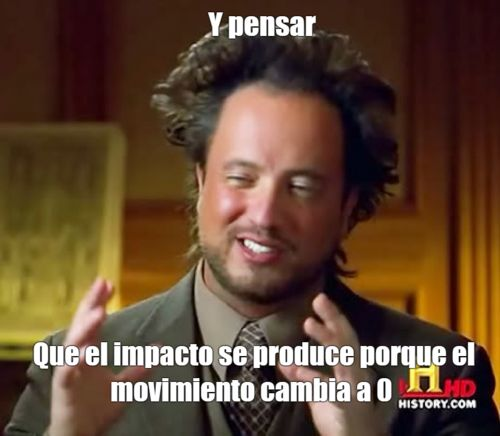 Y pensar
Que el impacto se produce porque el
movimiento cambia a 0
H HD
HISTORY.COM